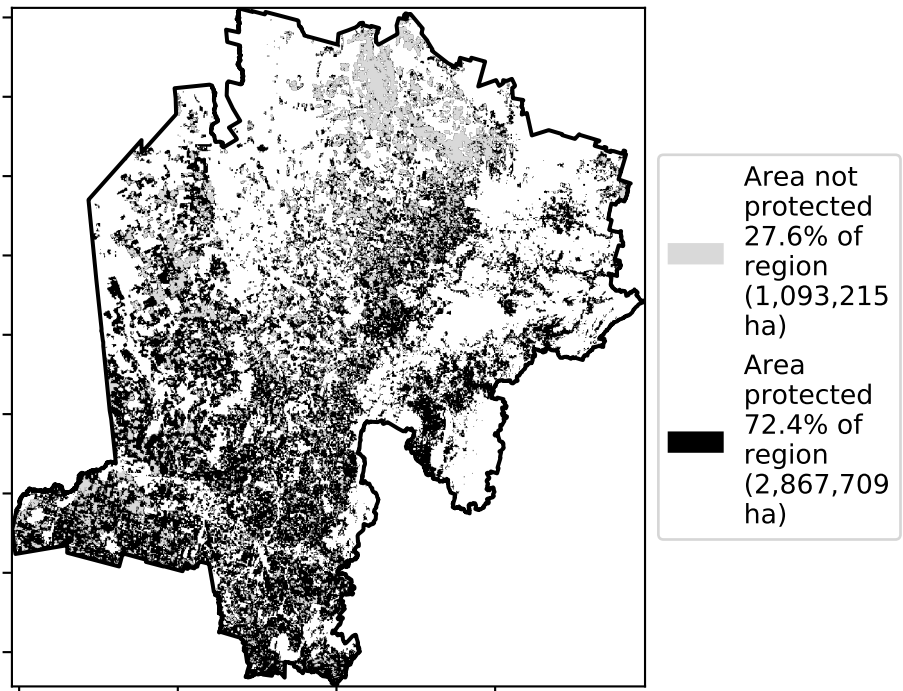 Area not
protected
27.6% of
region
(1,093,215
ha)
Area
protected
72.4% of
region
(2,867,709
ha)